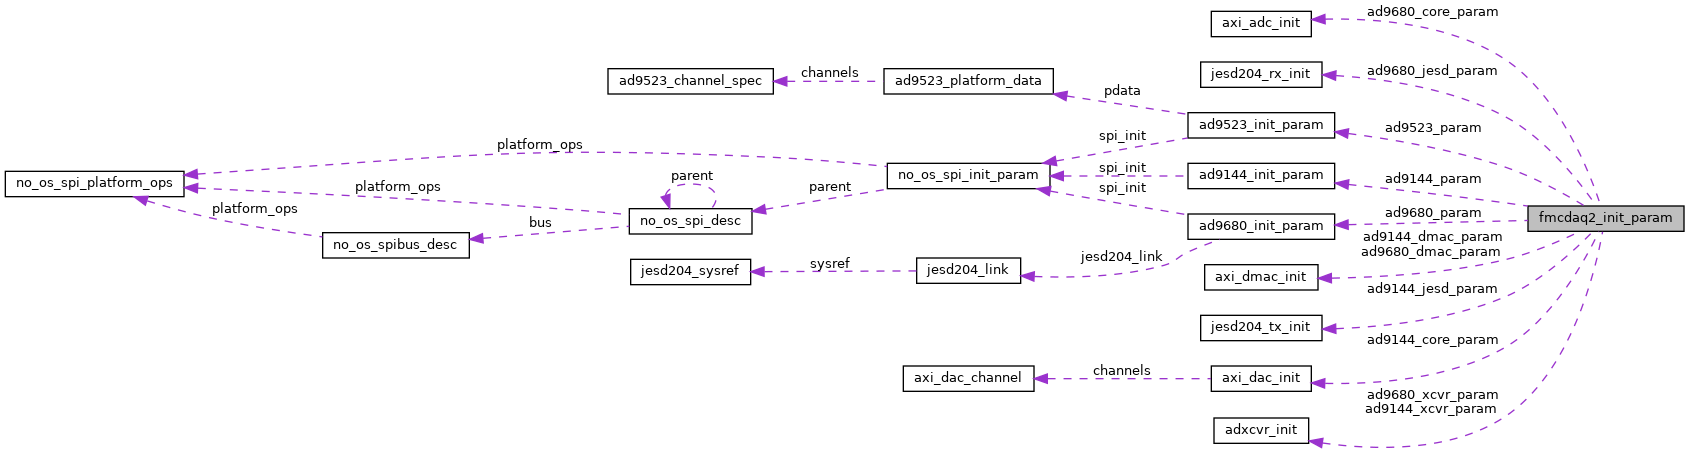 ad9680_core_param
axi_adc_init
ad9680_jesd_param
jesd204_rx_init
channels
ad9523_channel_spec
ad9523_platform_data
pdata
ad9523_init_param
ad9523_param
spi_init
platform_ops
no_os_spi_platform_ops
platform_ops
parent
parent
no_os_spi_init_param
spi_init
spi_init
ad9144_init_param
ad9144_param
platform_ops
no_os_spi_desc
bus
no_os_spibus_desc
ad9680_init_param
ad9680_param
fmcdaq2_init_param
ad9144_dmac_param
ad9680_dmac_param
jesd204_sysref
sysref
jesd204_link
jesd204_link
axi_dmac_init
ad9144_jesd_param
jesd204_tx_init
ad9144_core_param
axi_dac_channel
channels
axi_dac_init
ad9680_xcvr_param
ad9144_xcvr_param
adxcvr_init